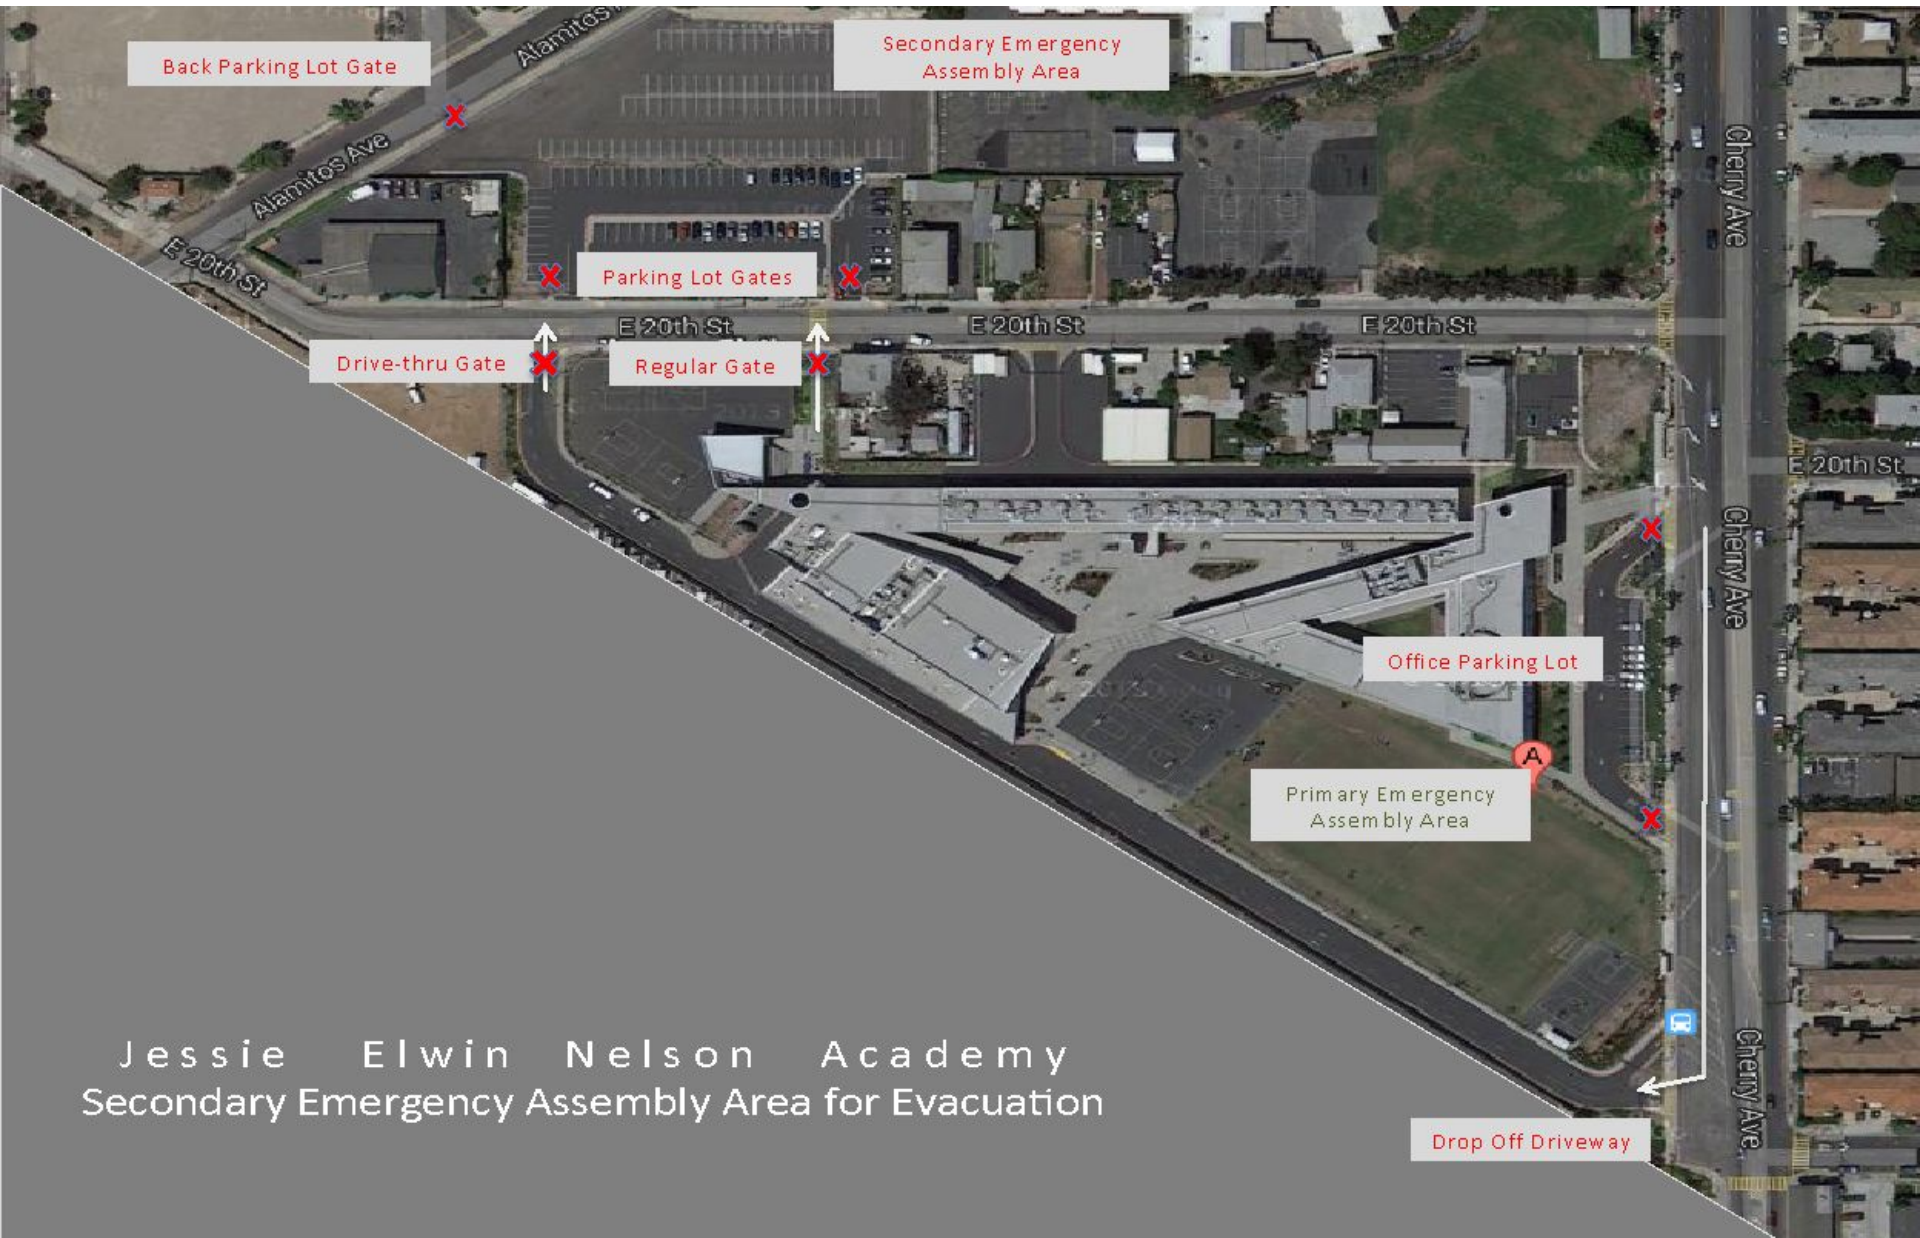 Alamitos
Back Parking Lot Gate
Secondary Emergency
Assembly Area
X
Alamitos Ave
Cherry Ave
E 20th St
X
Parking Lot Gates
X
E 20th St
E 20th St
E 20th St
Drive-thru Gate
X
Regular Gate
X
E 20th St
X
Cherry Ave
Office Parking Lot
A
Primary Emergency
Assembly Area
X
Jessie Elwin Nelson Academy
Secondary Emergency Assembly Area for Evacuation
Cherry Ave
Drop Off Driveway